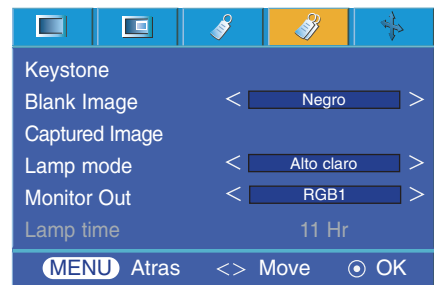 Keystone
Blank Image < Negro >
Captured Image
Lamp mode < Alto claro >
Monitor Out < RGB1 >
Lamp time 11 Hr
MENU Atras <> Move ⊙ OK